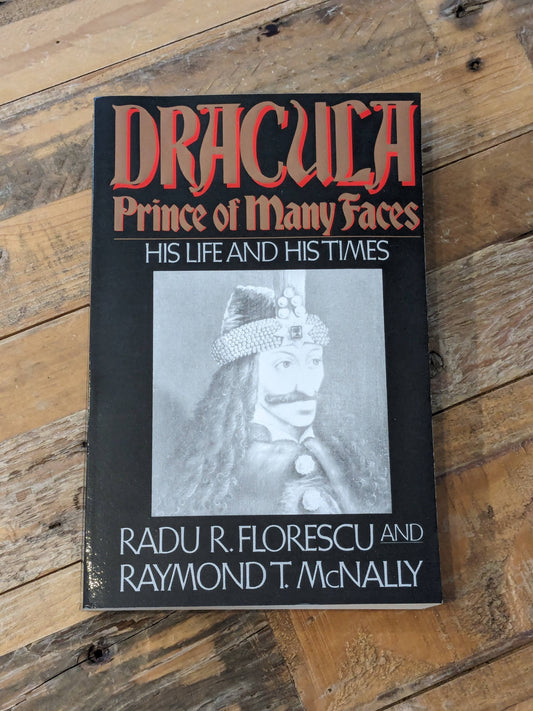 DRACULA
Prince of Many Faces
HIS LIFE AND HIS TIMES
RADU R. FLORESCU AND
RAYMOND T. MCNALLY